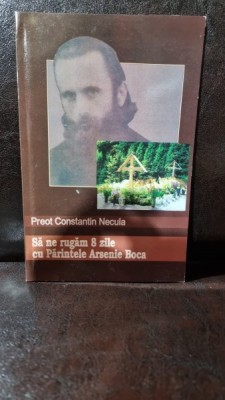 Preot Constantin Necula
Să ne rugăm 8 zile
cu Părintele Arsenie Boca